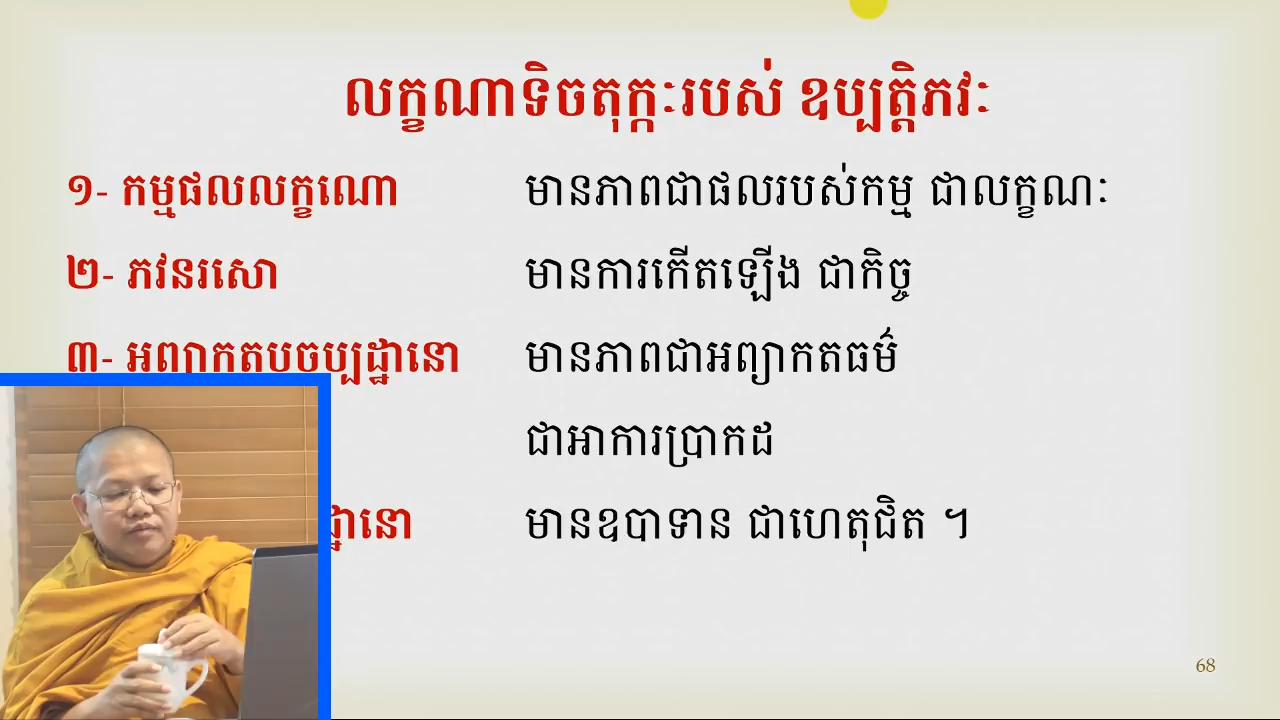 លក្ខណាទិចតុក្កៈរបស់ ឧប្បត្តិភវៈ
១- កម្មផលលក្ខណោ មានភាពជាផលរបស់កម្ម ជាលក្ខណៈ
២- ភវនរសោ មានការកើតឡើង ជាកិច្ច
៣- អព្យាកតបចប្បដ្ឋានោ មានភាពជាអព្យាកតធម៌
ជាអាការប្រាកដ
មានឧបាទាន ជាហេតុជិត ។
68